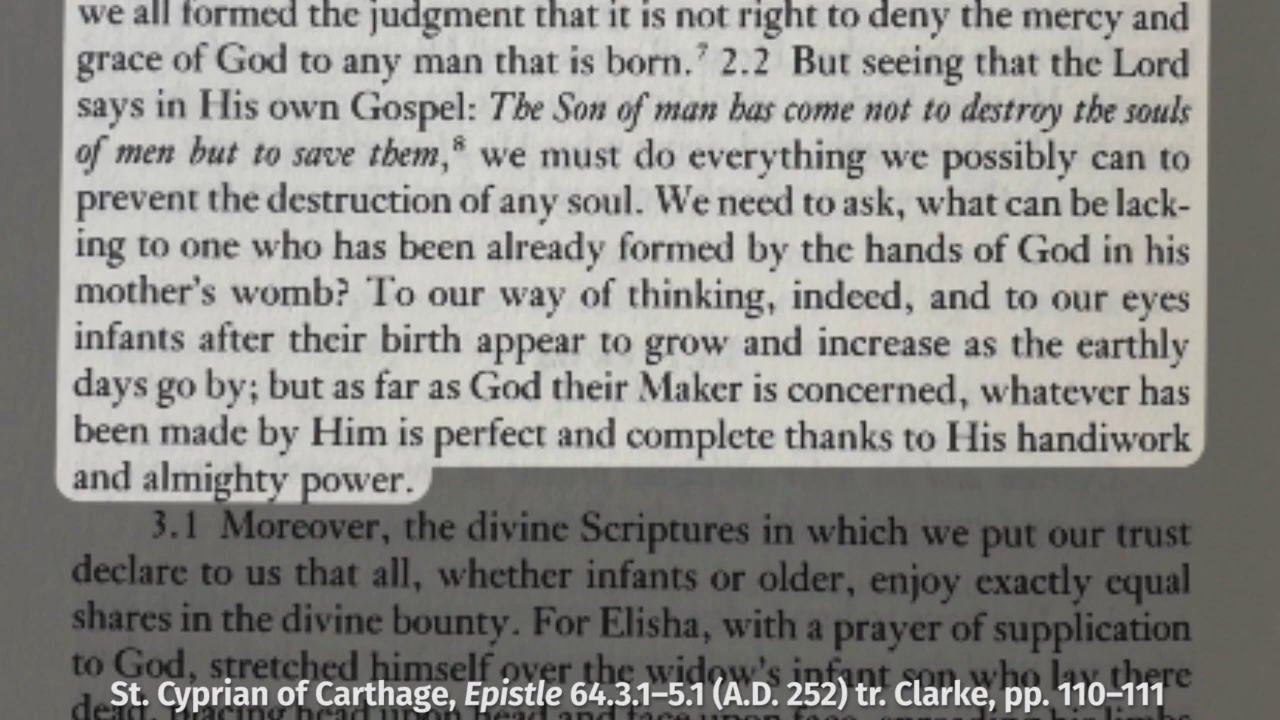 we all formed the judgment that it is not right to deny the mercy and
grace of God to any man that is born.⁷ 2.2 But seeing that the Lord
says in His own Gospel: The Son of man has come not to destroy the souls
of men but to save them,⁸ we must do everything we possibly can to
prevent the destruction of any soul. We need to ask, what can be lack-
ing to one who has been already formed by the hands of God in his
mother's womb? To our way of thinking, indeed, and to our eyes
infants after their birth appear to grow and increase as the earthly
days go by; but as far as God their Maker is concerned, whatever has
been made by Him is perfect and complete thanks to His handiwork
and almighty power.
3.1 Moreover, the divine Scriptures in which we put our trust
declare to us that all, whether infants or older, enjoy exactly equal
shares in the divine bounty. For Elisha, with a prayer of supplication
to God, stretched himself over the widow's infant son who lay there
St. Cyprian of Carthage, Epistle 64.3.1–5.1 (A.D. 252) tr. Clarke, pp. 110–111
dead, placing head upon head and face upon face,